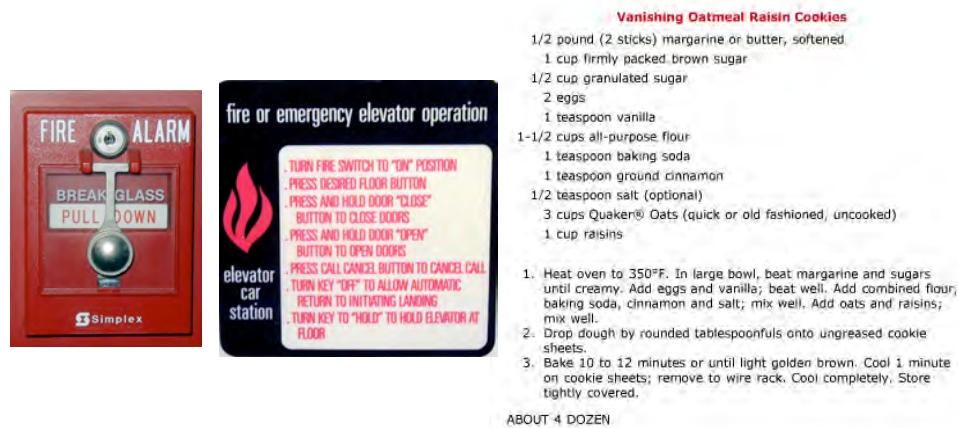 FIRE ALARM
BREAK GLASS
PULL DOWN
Simplex
fire or emergency elevator operation
. TURN FIRE SWITCH TO "ON" POSITION
. PRESS DESIRED FLOOR BUTTON
. PRESS AND HOLD DOOR "CLOSE"
BUTTON TO CLOSE DOORS
. PRESS AND HOLD DOOR "OPEN"
BUTTON TO OPEN DOORS
. PRESS CALL CANCEL BUTTON TO CANCEL CALL
. TURN KEY "OFF" TO ALLOW AUTOMATIC
RETURN TO INITIATING LANDING
. TURN KEY TO "HOLD" TO HOLD ELEVATOR AT
FLOOR
elevator
car
station
Vanishing Oatmeal Raisin Cookies
1/2 pound (2 sticks) margarine or butter, softened
1 cup firmly packed brown sugar
1/2 cup granulated sugar
2 eggs
1 teaspoon vanilla
1-1/2 cups all-purpose flour
1 teaspoon baking soda
1 teaspoon ground cinnamon
1/2 teaspoon salt (optional)
3 cups Quaker® Oats (quick or old fashioned, uncooked)
1 cup raisins
1. Heat oven to 350°F. In large bowl, beat margarine and sugars
until creamy. Add eggs and vanilla; beat well. Add combined flour,
baking soda, cinnamon and salt; mix well. Add oats and raisins;
mix well.
2. Drop dough by rounded tablespoonfuls onto ungreased cookie
sheets.
3. Bake 10 to 12 minutes or until light golden brown. Cool 1 minute
on cookie sheets; remove to wire rack. Cool completely. Store
tightly covered.
ABOUT 4 DOZEN